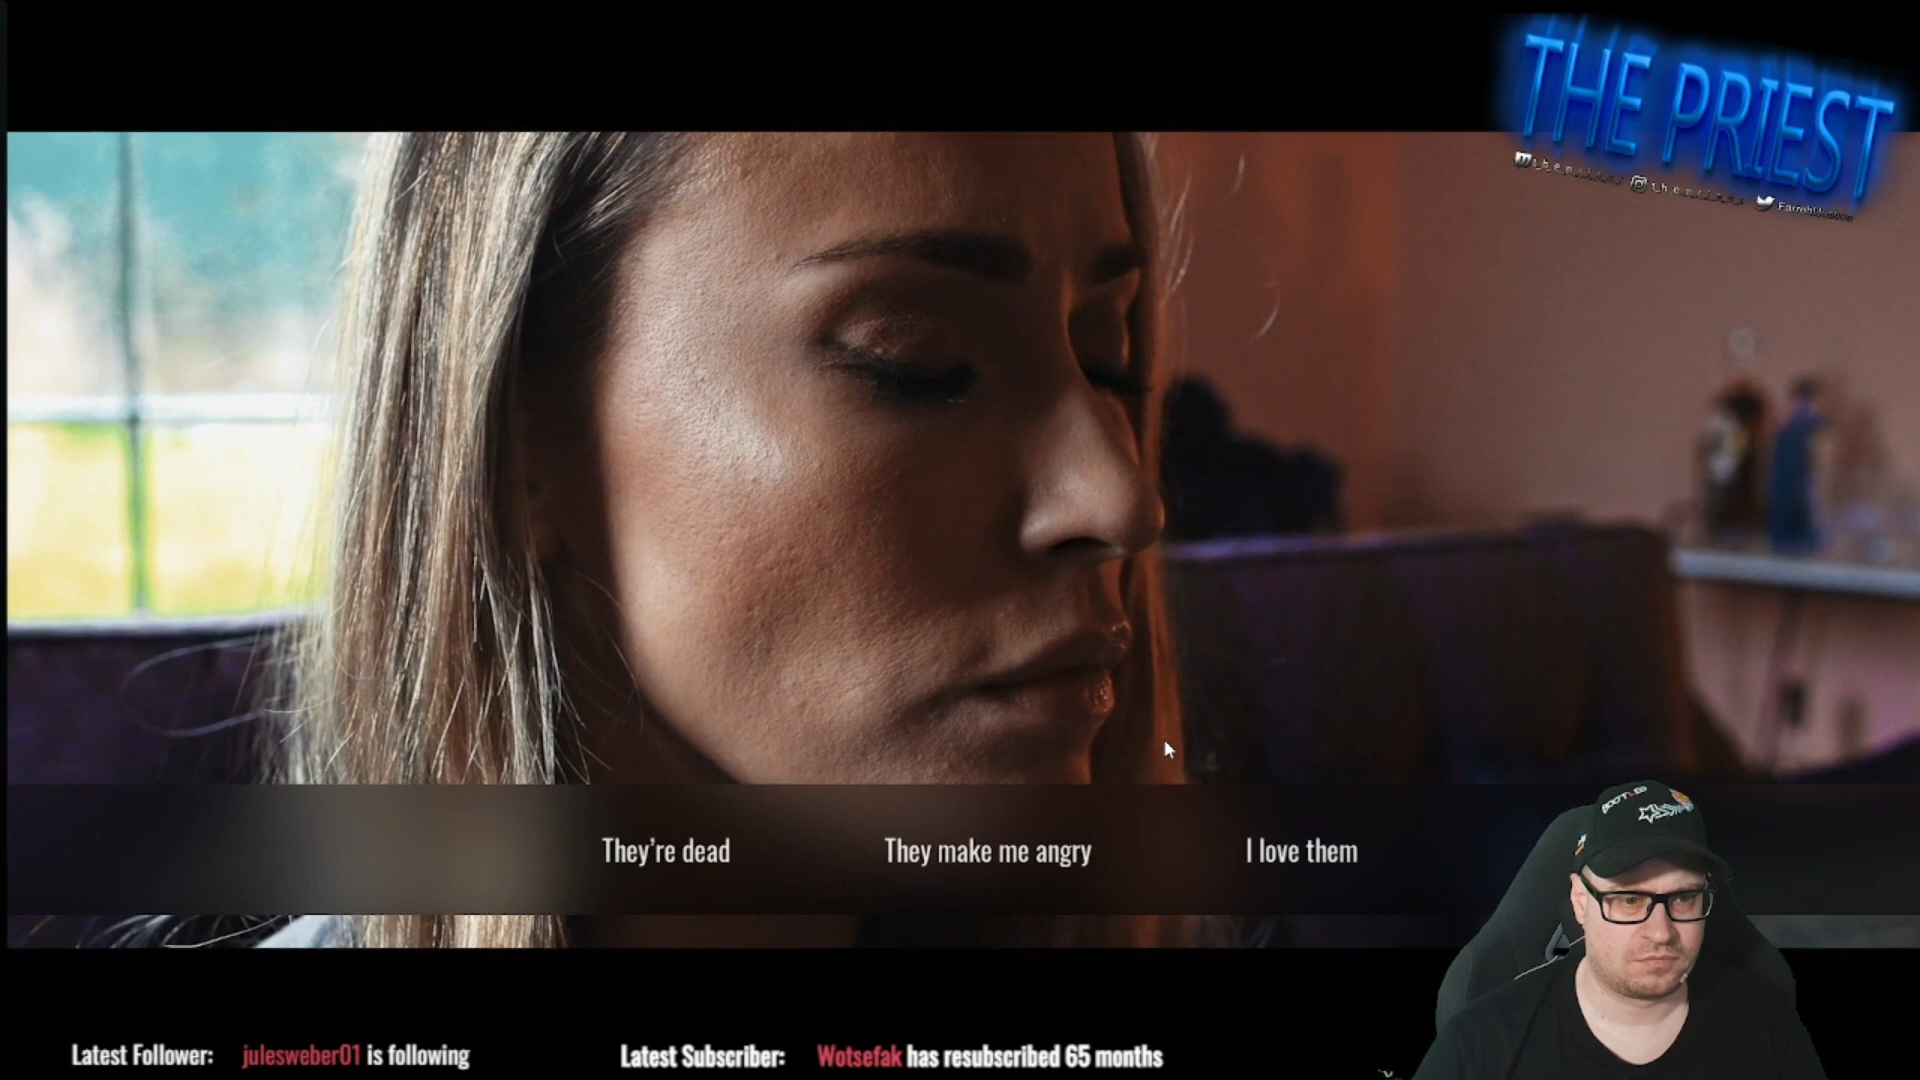 THE PRIEST
They're dead
They make me angry
I love them
Latest Follower: julesweber01 is following
Latest Subscriber: Wotsefak has resubscribed 65 months